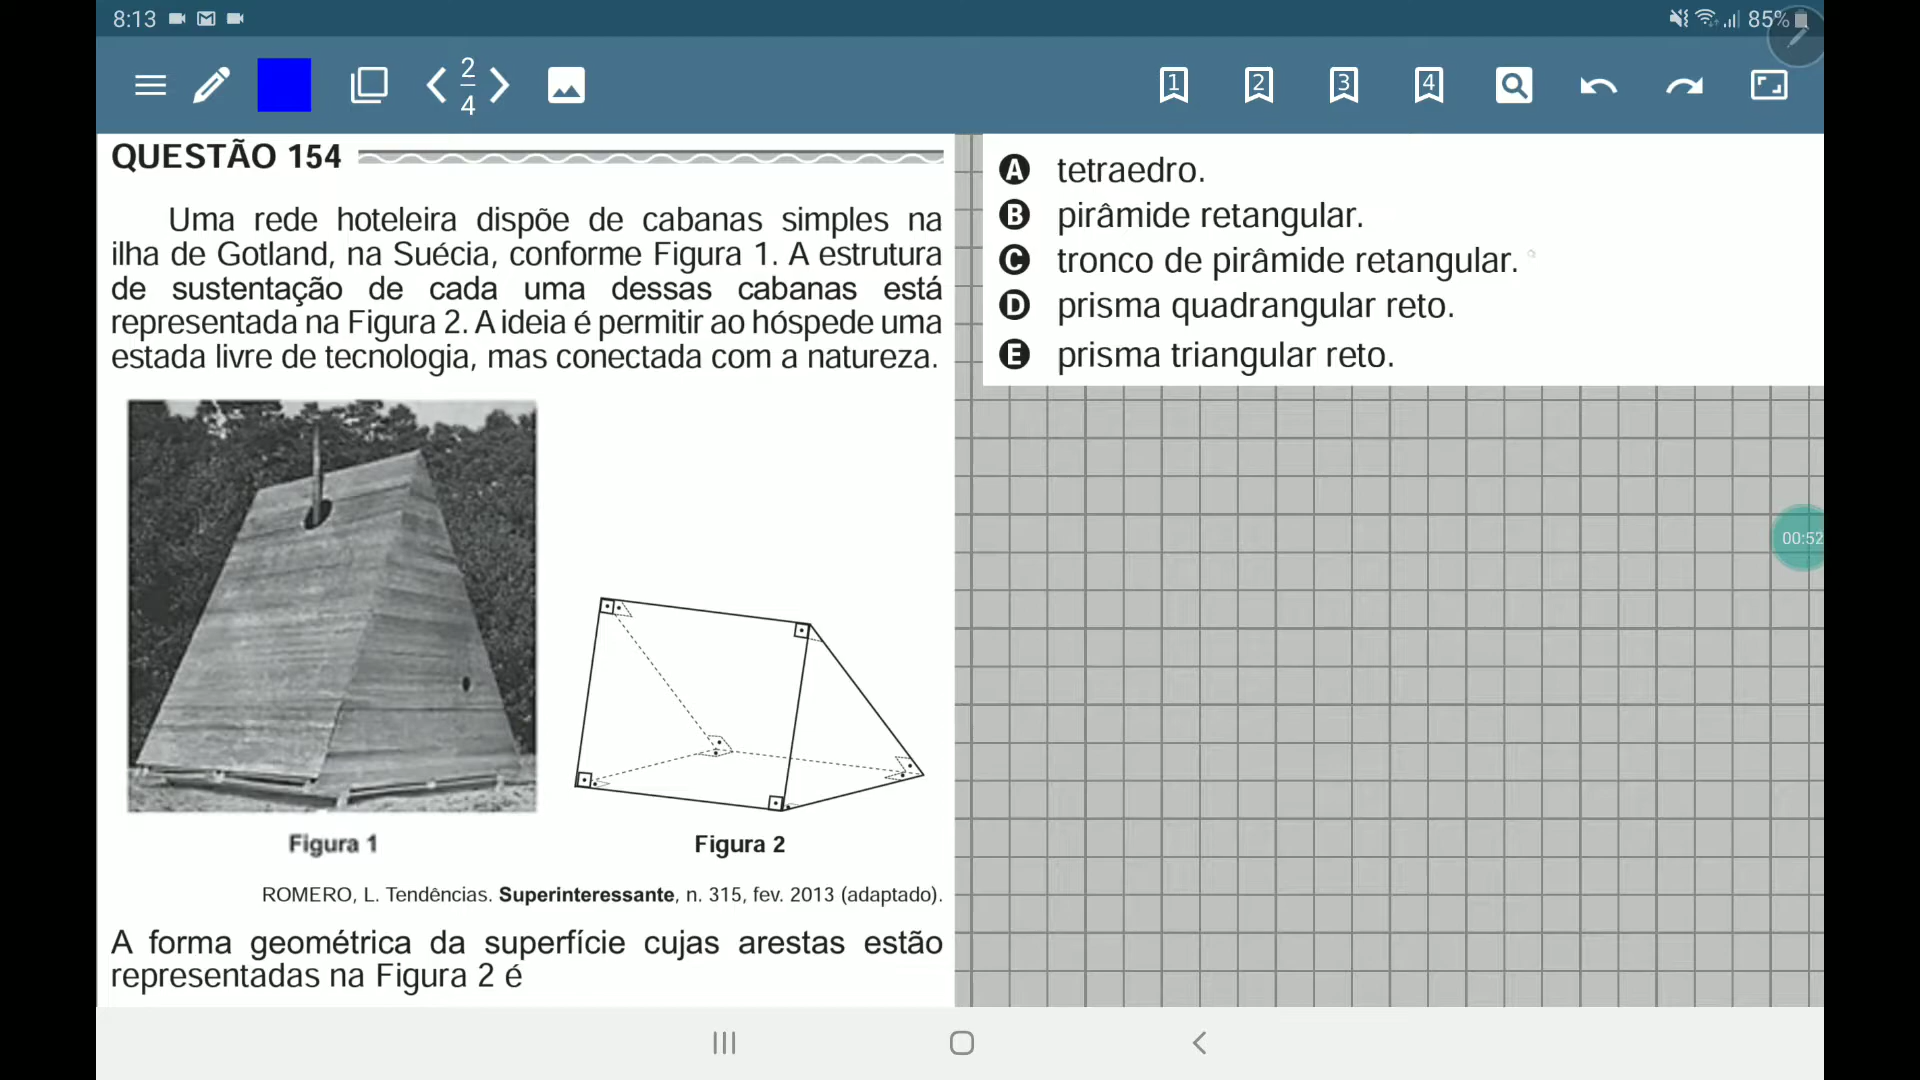 8:13
85%
2
4
1
2
3
4
QUESTÃO 154
Uma rede hoteleira dispõe de cabanas simples na
ilha de Gotland, na Suécia, conforme Figura 1. A estrutura
de sustentação de cada uma dessas cabanas está
representada na Figura 2. A ideia é permitir ao hóspede uma
estada livre de tecnologia, mas conectada com a natureza.
Figura 1
Figura 2
ROMERO, L. Tendências. Superinteressante, n. 315, fev. 2013 (adaptado).
A forma geométrica da superfície cujas arestas estão
representadas na Figura 2 é
A tetraedro.
B pirâmide retangular.
C tronco de pirâmide retangular.
D prisma quadrangular reto.
E prisma triangular reto.
00:52